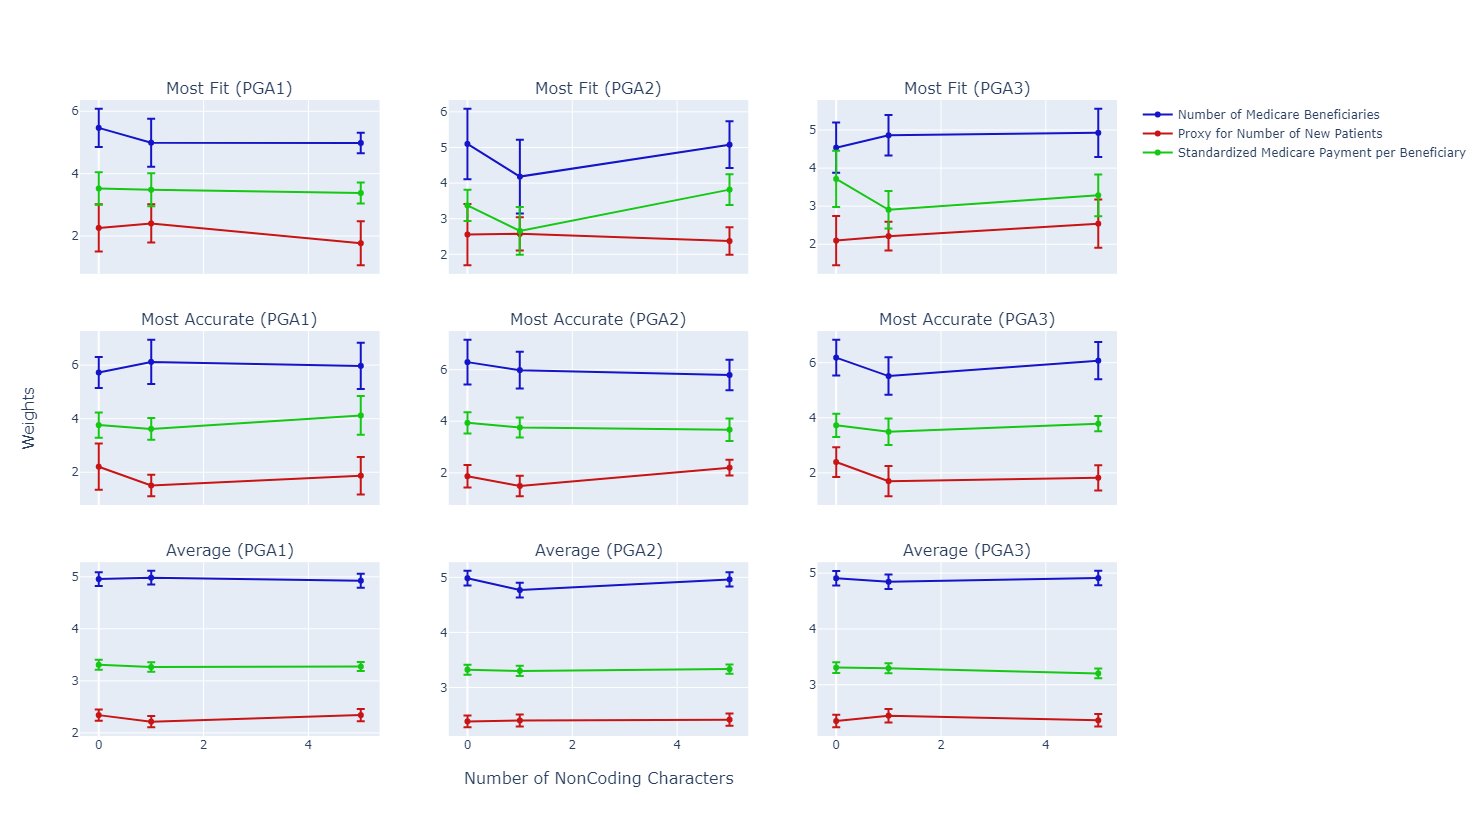 Most Fit (PGA1)
Most Fit (PGA2)
Most Fit (PGA3)
6
4
2
6
5
4
3
2
5
4
3
2
Number of Medicare Beneficiaries
Proxy for Number of New Patients
Standardized Medicare Payment per Beneficiary
Most Accurate (PGA1)
Most Accurate (PGA2)
Most Accurate (PGA3)
6
4
2
6
4
2
6
4
2
Weights
Average (PGA1)
Average (PGA2)
Average (PGA3)
5
4
3
2
5
4
3
5
4
3
0 2 4
0 2 4
0 2 4
Number of NonCoding Characters